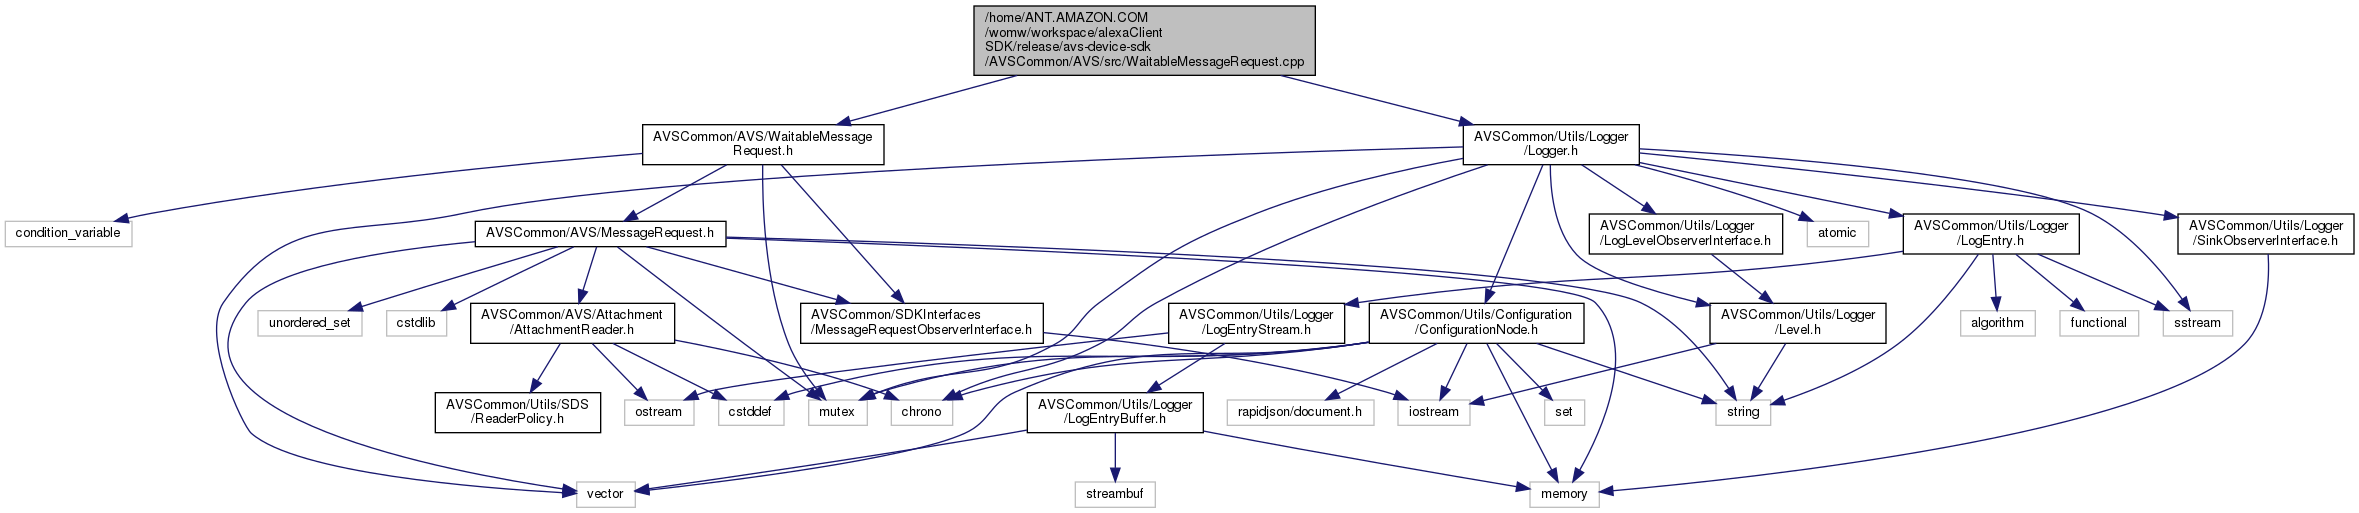 /home/ANT.AMAZON.COM
/womw/workspace/alexaClient
SDK/release/avs-device-sdk
/AVSCommon/AVS/src/WaitableMessageRequest.cpp
AVSCommon/AVS/WaitableMessage
Request.h
AVSCommon/Utils/Logger
/Logger.h
condition_variable
AVSCommon/AVS/MessageRequest.h
AVSCommon/Utils/Logger
/LogLevelObserverInterface.h
atomic
AVSCommon/Utils/Logger
/LogEntry.h
AVSCommon/Utils/Logger
/SinkObserverInterface.h
unordered_set
cstdlib
AVSCommon/AVS/Attachment
/AttachmentReader.h
AVSCommon/SDKInterfaces
/MessageRequestObserverInterface.h
AVSCommon/Utils/Logger
/LogEntryStream.h
AVSCommon/Utils/Configuration
/ConfigurationNode.h
AVSCommon/Utils/Logger
/Level.h
algorithm
functional
sstream
AVSCommon/Utils/SDS
/ReaderPolicy.h
ostream
cstddef
mutex
chrono
AVSCommon/Utils/Logger
/LogEntryBuffer.h
rapidjson/document.h
iostream
set
string
vector
streambuf
memory